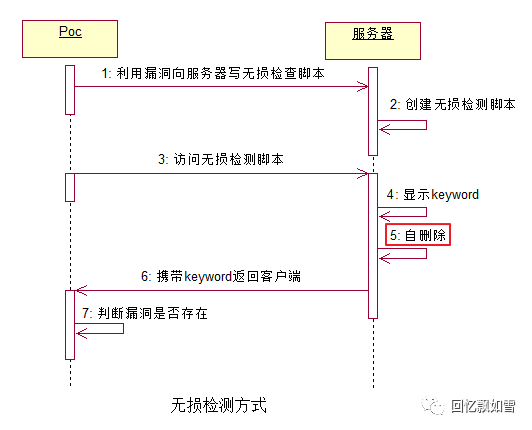 Poc
服务器
1: 利用漏洞向服务器写无损检查脚本
2: 创建无损检测脚本
3: 访问无损检测脚本
4: 显示keyword
5: 自删除
6: 携带keyword返回客户端
7: 判断漏洞是否存在
无损检测方式
回忆飘如雪